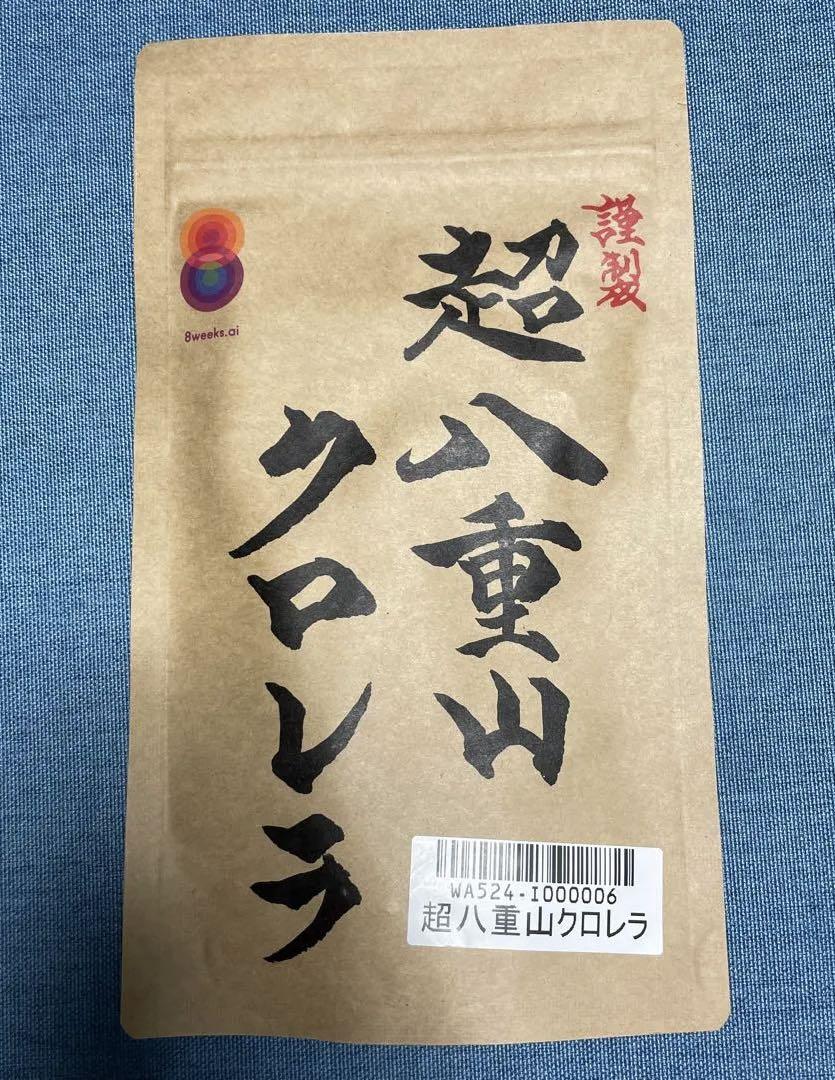 謹製
超八重山
クロレラ
8weeks.ai
WA524-I000006
超八重山クロレラ